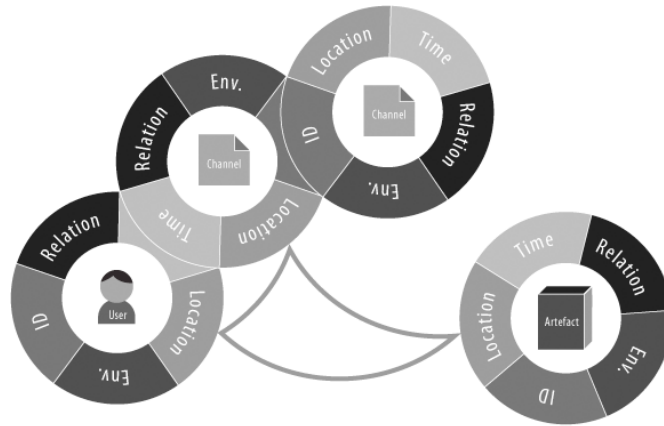 Location
Time
Relation
Env.
ID
Channel
Env.
Relation
Time
Location
Channel
Relation
Location
Env.
ID
User
Time
Relation
Env.
ID
Location
Artefact